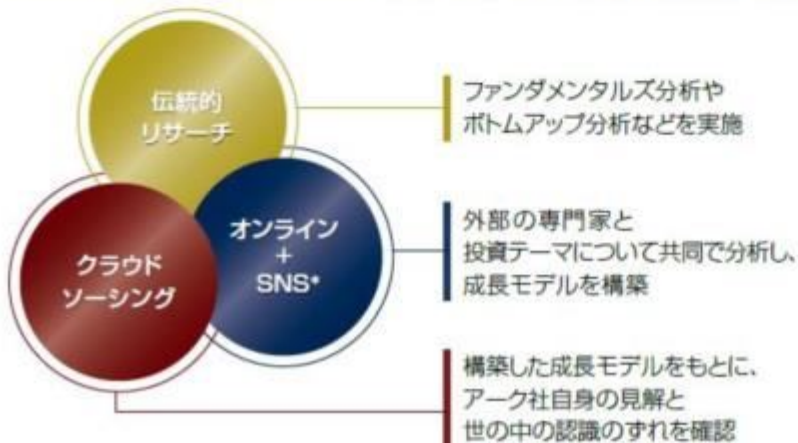 伝統的
リサーチ
ファンダメンタルズ分析や
ボトムアップ分析などを実施
オンライン
+
SNS*
外部の専門家と
投資テーマについて共同で分析し、
成長モデルを構築
クラウド
ソーシング
構築した成長モデルをもとに、
アーク社自身の見解と
世の中の認識のずれを確認